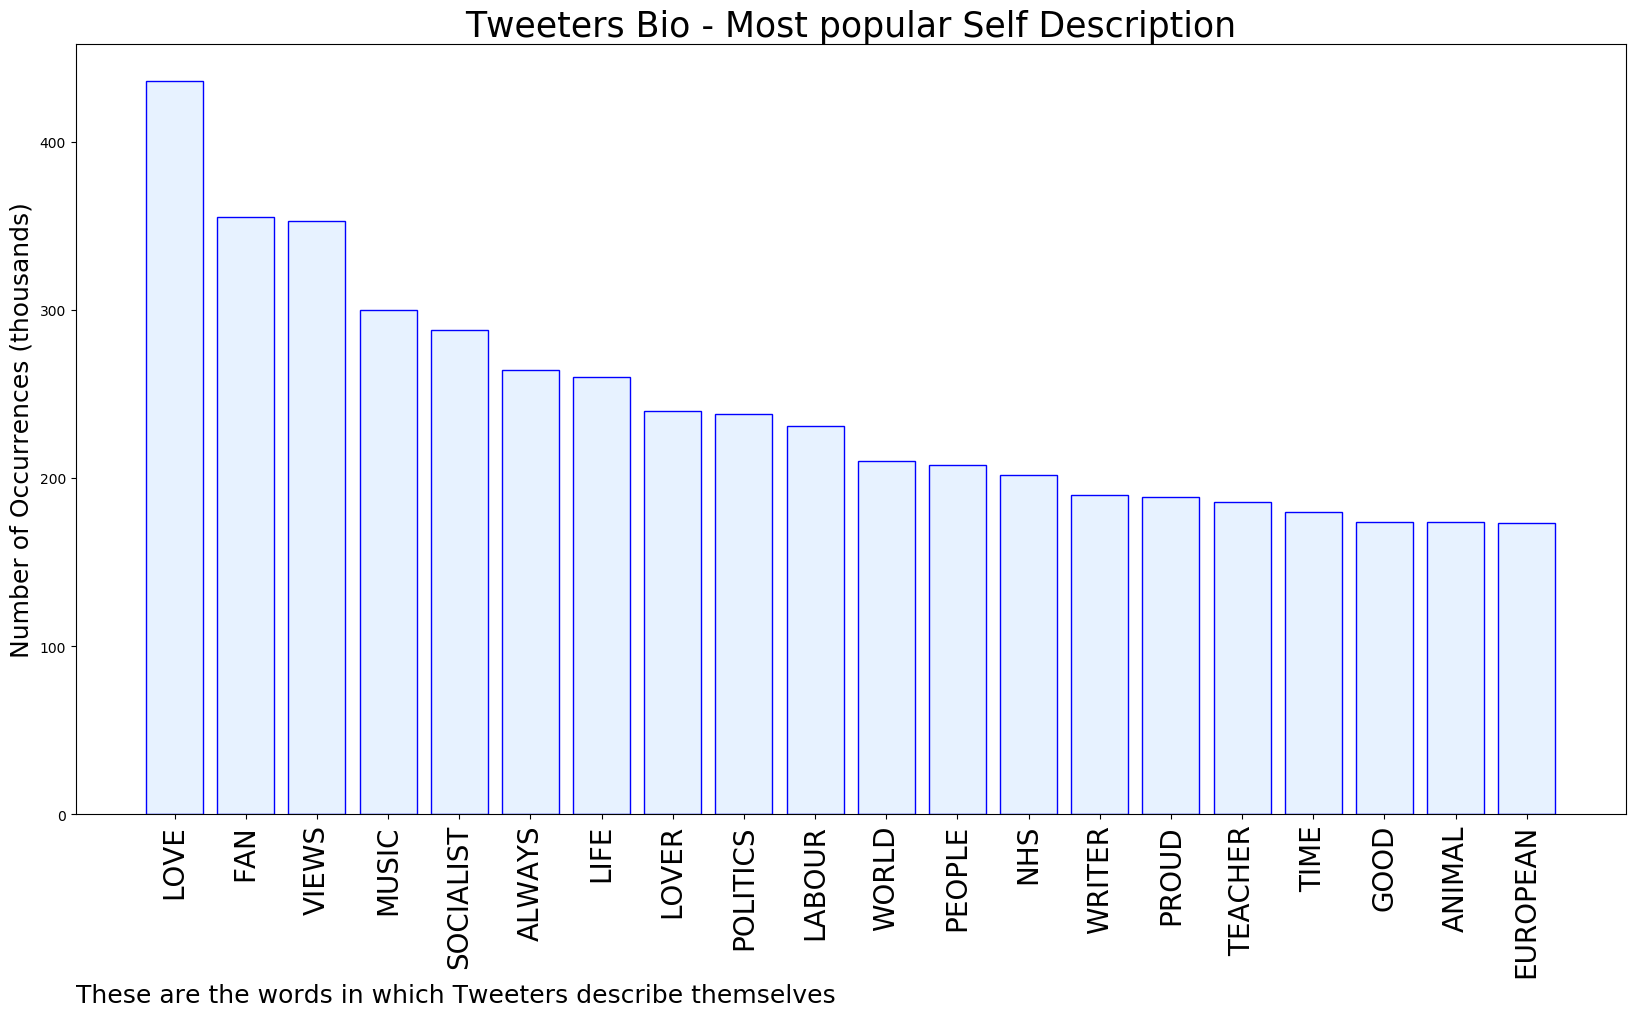 Tweeters Bio - Most popular Self Description
Number of Occurrences (thousands)
400
300
200
100
0
LOVE
FAN
VIEWS
MUSIC
SOCIALIST
ALWAYS
LIFE
LOVER
POLITICS
LABOUR
WORLD
PEOPLE
NHS
WRITER
PROUD
TEACHER
TIME
GOOD
ANIMAL
EUROPEAN
These are the words in which Tweeters describe themselves